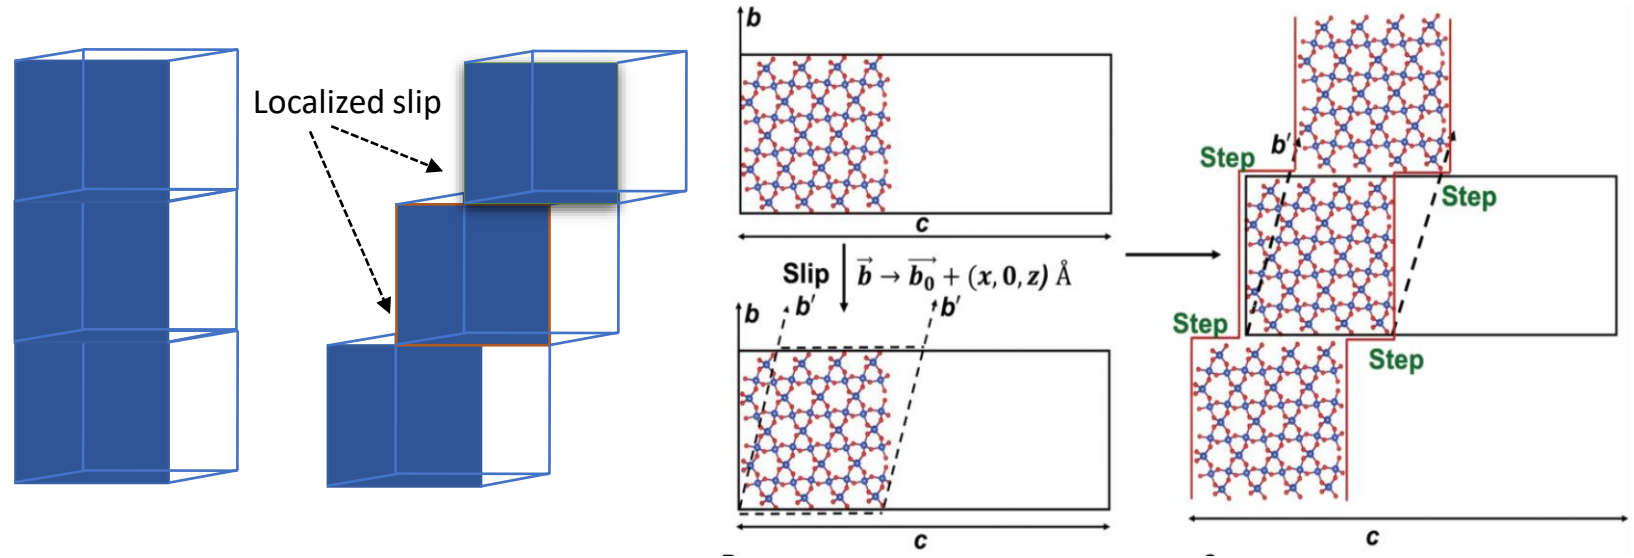 Localized slip
b
c
Slip
b⃗ → b₀⃗ + (x, 0, z) Å
b
b′
b′
c
b′
Step
Step
Step
Step
c